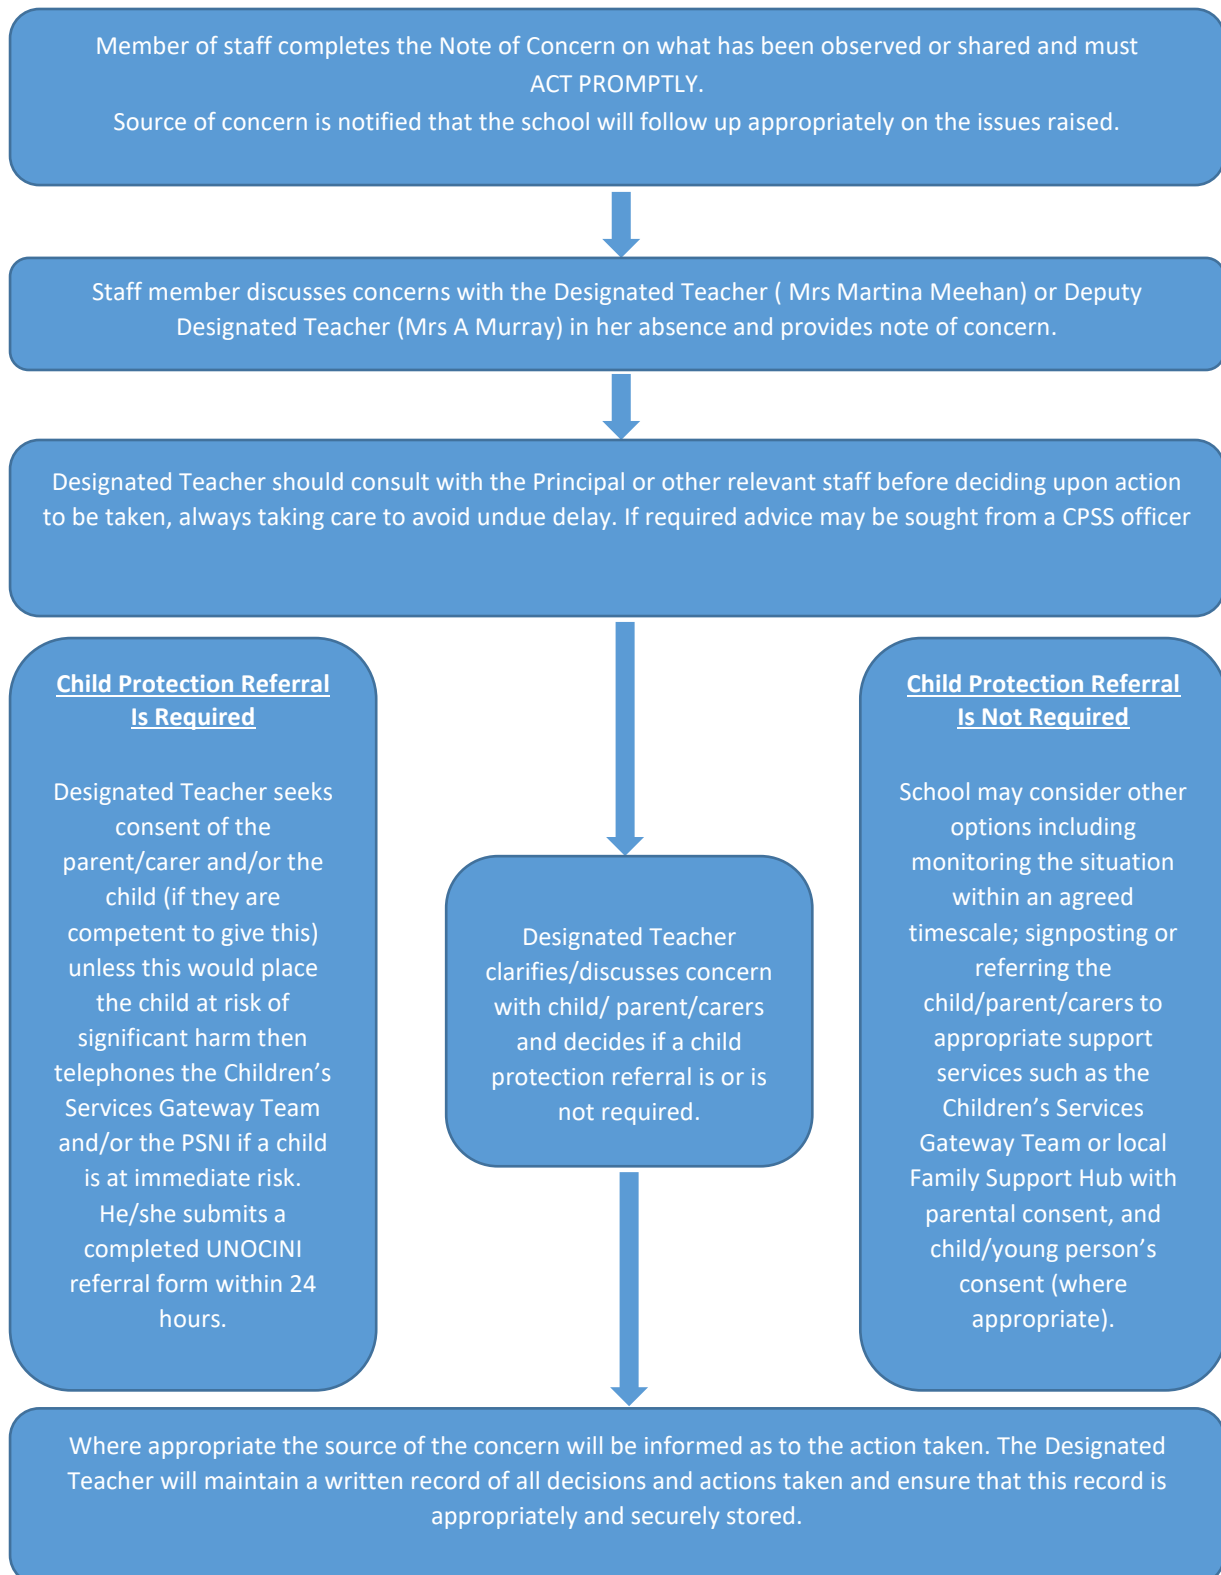 Member of staff completes the Note of Concern on what has been observed or shared and must
ACT PROMPTLY.
Source of concern is notified that the school will follow up appropriately on the issues raised.
Staff member discusses concerns with the Designated Teacher ( Mrs Martina Meehan) or Deputy
Designated Teacher (Mrs A Murray) in her absence and provides note of concern.
Designated Teacher should consult with the Principal or other relevant staff before deciding upon action
to be taken, always taking care to avoid undue delay. If required advice may be sought from a CPSS officer
Child Protection Referral
Is Required
Designated Teacher seeks
consent of the
parent/carer and/or the
child (if they are
competent to give this)
unless this would place
the child at risk of
significant harm then
telephones the Children’s
Services Gateway Team
and/or the PSNI if a child
is at immediate risk.
He/she submits a
completed UNOCINI
referral form within 24
hours.
Designated Teacher
clarifies/discusses concern
with child/ parent/carers
and decides if a child
protection referral is or is
not required.
Child Protection Referral
Is Not Required
School may consider other
options including
monitoring the situation
within an agreed
timescale; signposting or
referring the
child/parent/carers to
appropriate support
services such as the
Children’s Services
Gateway Team or local
Family Support Hub with
parental consent, and
child/young person’s
consent (where
appropriate).
Where appropriate the source of the concern will be informed as to the action taken. The Designated
Teacher will maintain a written record of all decisions and actions taken and ensure that this record is
appropriately and securely stored.